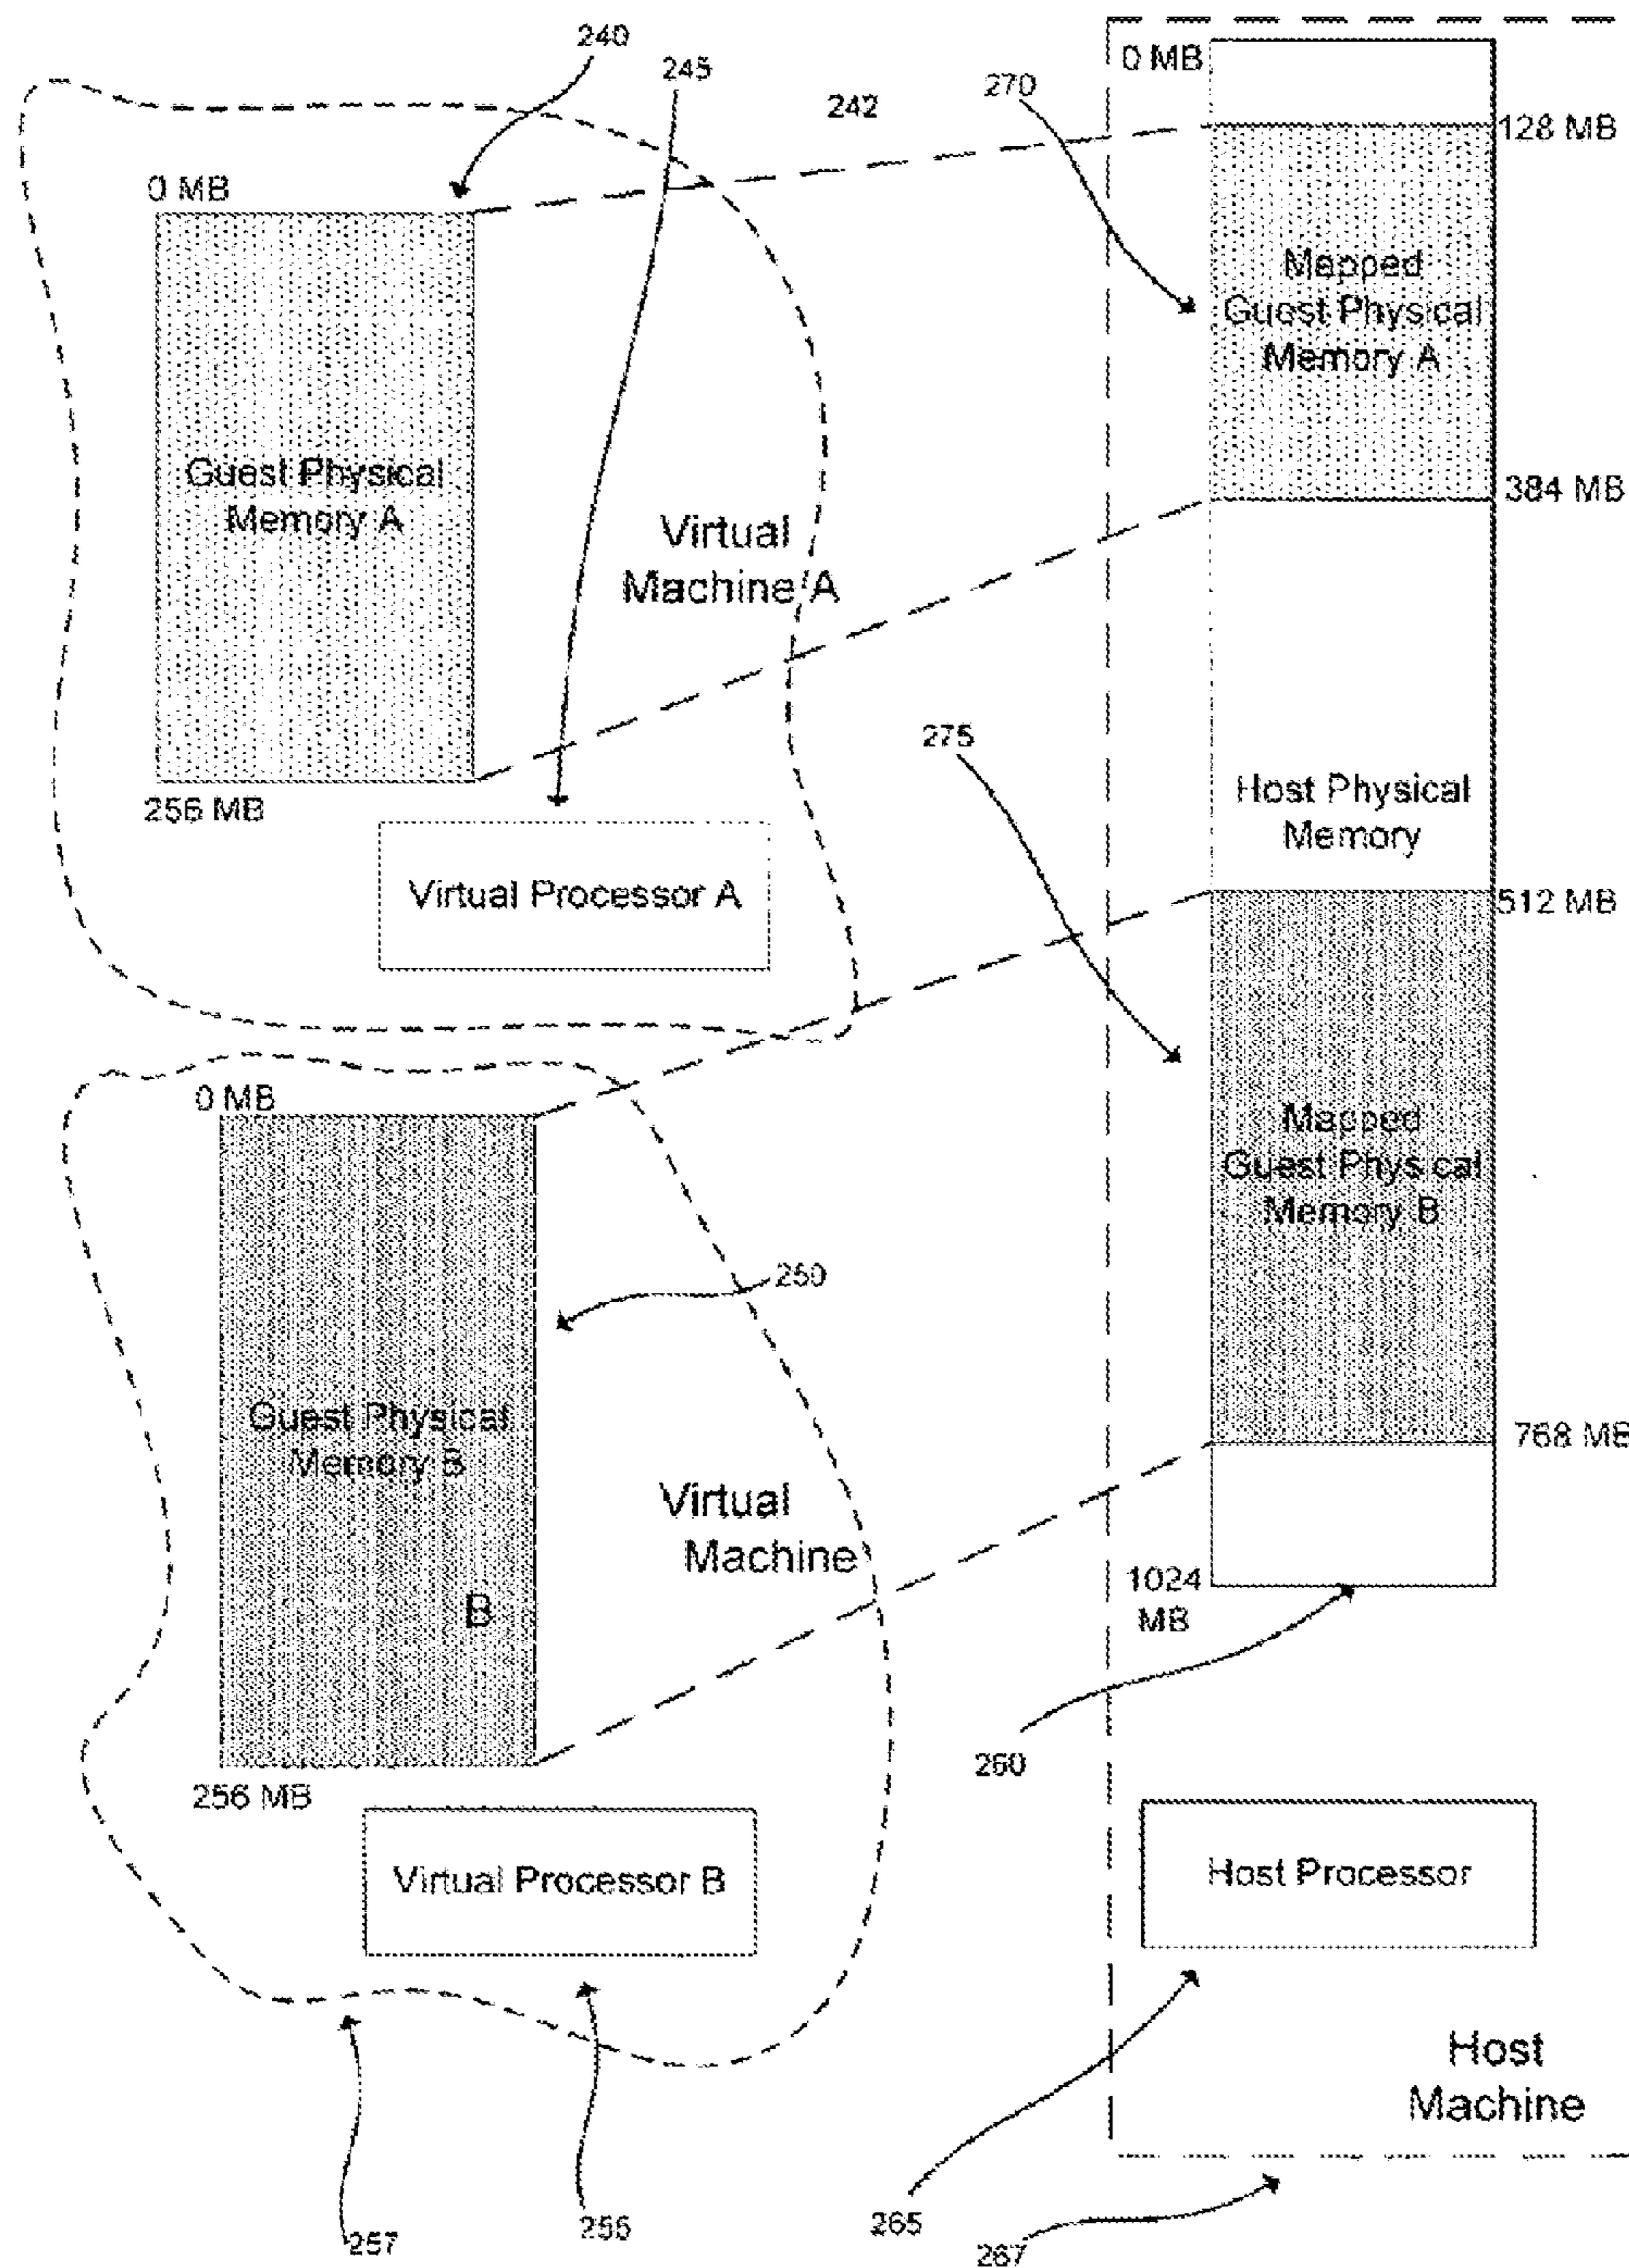 240
245
242
270
0 MB
128 MB
0 MB
Mapped
Guest Physical
Memory A
Guest Physical
Memory A
384 MB
Virtual
Machine A
275
256 MB
Host Physical
Memory
Virtual Processor A
512 MB
0 MB
Mapped
Guest Physical
Memory B
250
Guest Physical
Memory B
768 MB
Virtual
Machine
B
1024
MB
260
256 MB
Virtual Processor B
Host Processor
Host
Machine
257
255
265
267